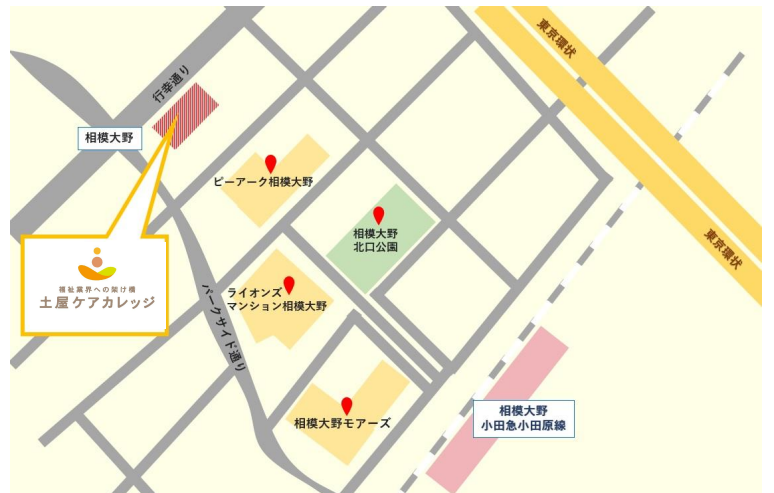 東京環状
行幸通り
相模大野
ピーアーク相模大野
相模大野
北口公園
東京環状
福祉業界への架け橋
土屋ケアカレッジ
ライオンズ
マンション相模大野
パークサイド通り
相模大野モアーズ
相模大野
小田急小田原線